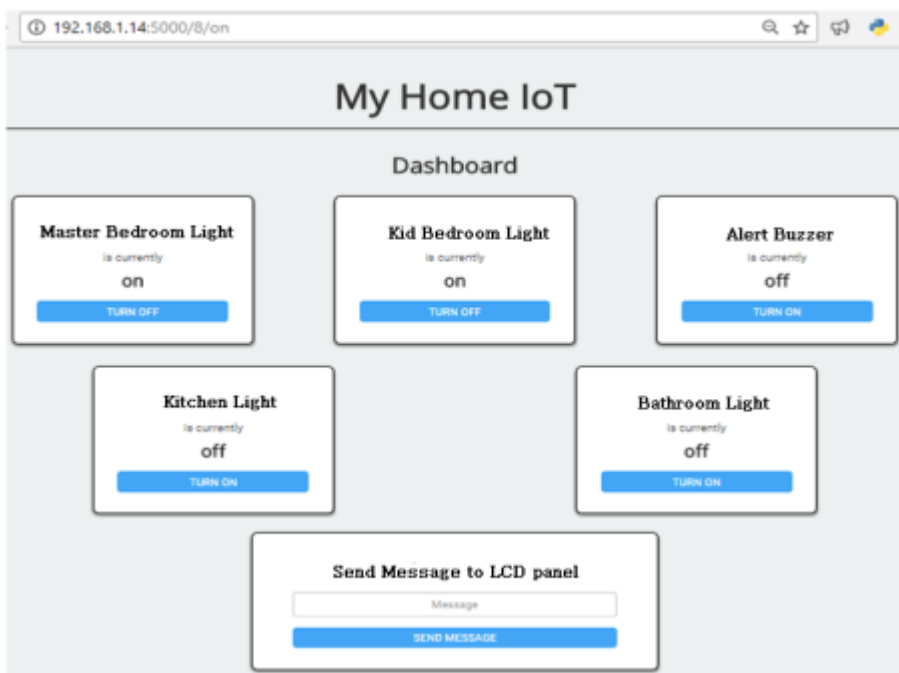 192.168.1.14:5000/8/on
My Home IoT
Dashboard
Master Bedroom Light
is currently
on
TURN OFF
Kid Bedroom Light
is currently
on
TURN OFF
Alert Buzzer
is currently
off
TURN ON
Kitchen Light
is currently
off
TURN ON
Bathroom Light
is currently
off
TURN ON
Send Message to LCD panel
Message
SEND MESSAGE